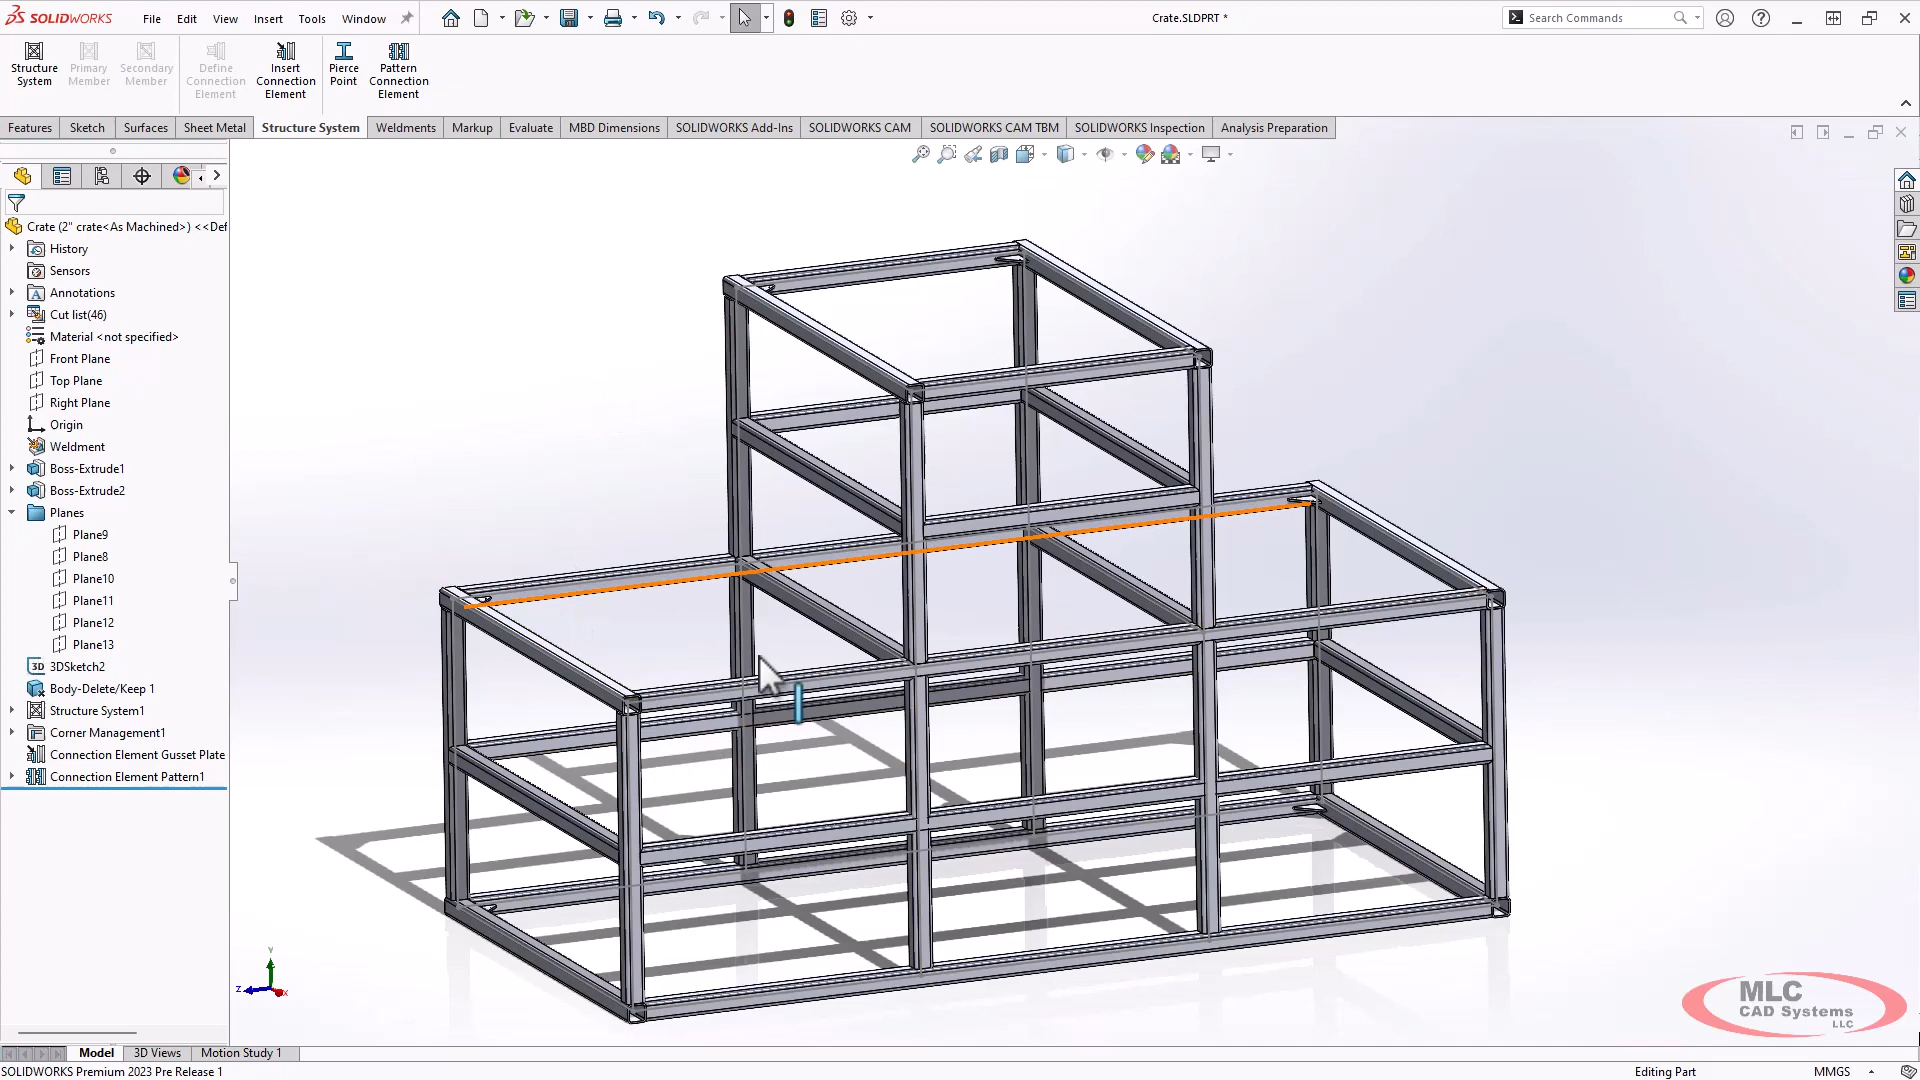 SOLIDWORKS
File Edit View Insert Tools Window
Crate.SLDPRT *
Search Commands
Structure System
Primary Member
Secondary Member
Define Connection Element
Insert Connection Element
Pierce Point
Pattern Connection Element
Features Sketch Surfaces Sheet Metal Structure System Weldments Markup Evaluate MBD Dimensions SOLIDWORKS Add-Ins SOLIDWORKS CAM SOLIDWORKS CAM TBM SOLIDWORKS Inspection Analysis Preparation
Crate (2" crate<As Machined>) <<Def
History
Sensors
Annotations
Cut list(46)
Material <not specified>
Front Plane
Top Plane
Right Plane
Origin
Weldment
Boss-Extrude1
Boss-Extrude2
Planes
Plane9
Plane8
Plane10
Plane11
Plane12
Plane13
3D 3DSketch2
Body-Delete/Keep 1
Structure System1
Corner Management1
Connection Element Gusset Plate
Connection Element Pattern1
Y
Z
X
MLC
CAD Systems
LLC
Model 3D Views Motion Study 1
SOLIDWORKS Premium 2023 Pre Release 1
Editing Part
MMGS